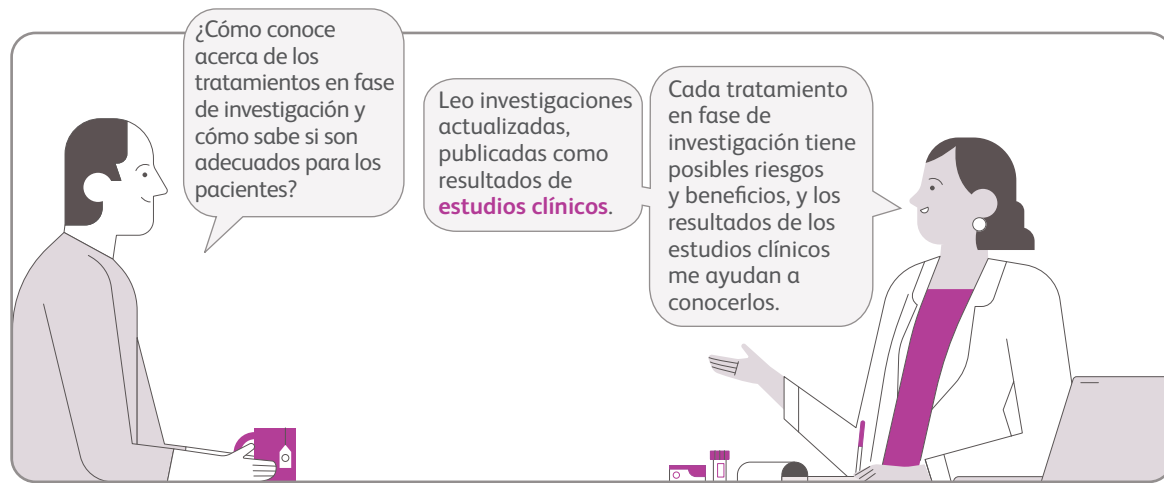 ¿Cómo conoce
acerca de los
tratamientos en fase
de investigación y
cómo sabe si son
adecuados para los
pacientes?
Leo investigaciones
actualizadas,
publicadas como
resultados de
estudios clínicos.
Cada tratamiento
en fase de
investigación tiene
posibles riesgos
y beneficios, y los
resultados de los
estudios clínicos
me ayudan a
conocerlos.